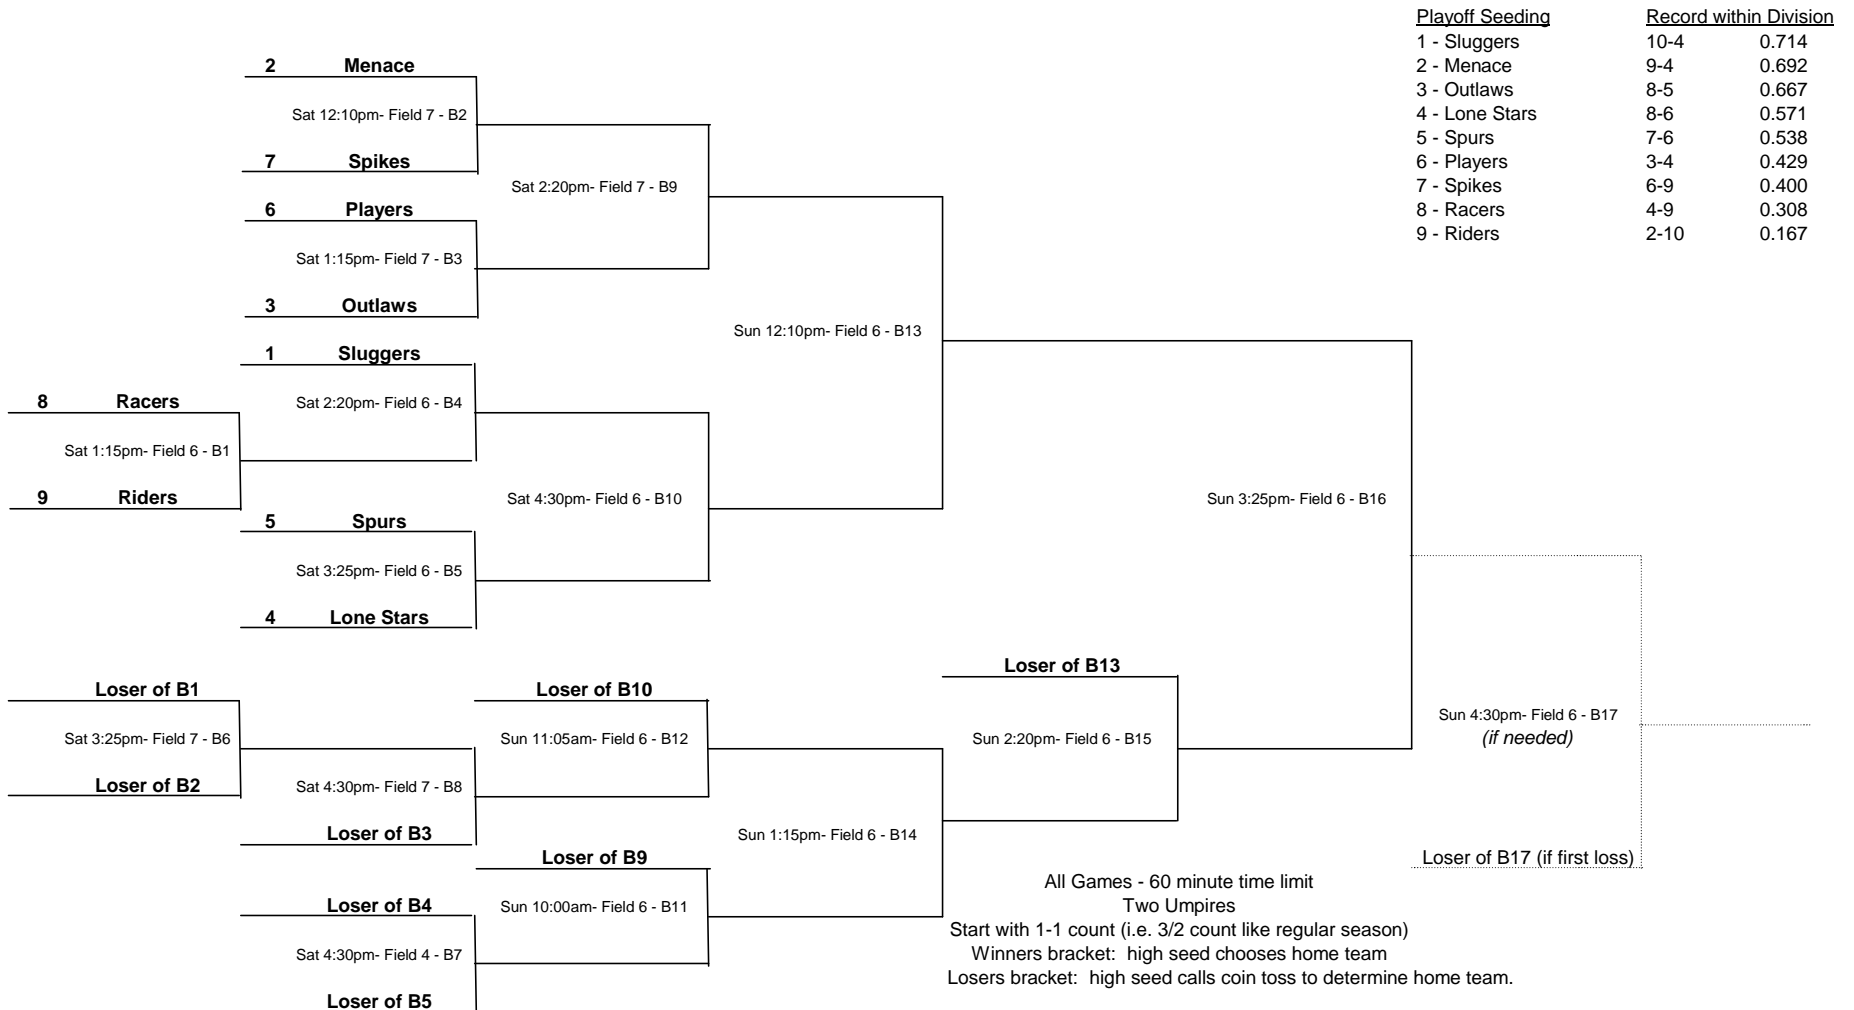 Playoff Seeding Record within Division
1 - Sluggers 10-4 0.714
2 - Menace 9-4 0.692
3 - Outlaws 8-5 0.667
4 - Lone Stars 8-6 0.571
5 - Spurs 7-6 0.538
6 - Players 3-4 0.429
7 - Spikes 6-9 0.400
8 - Racers 4-9 0.308
9 - Riders 2-10 0.167
2 Menace
Sat 12:10pm- Field 7 - B2
7 Spikes
Sat 2:20pm- Field 7 - B9
6 Players
Sat 1:15pm- Field 7 - B3
3 Outlaws
Sun 12:10pm- Field 6 - B13
1 Sluggers
8 Racers
Sat 2:20pm- Field 6 - B4
Sat 1:15pm- Field 6 - B1
9 Riders
Sat 4:30pm- Field 6 - B10
Sun 3:25pm- Field 6 - B16
5 Spurs
Sat 3:25pm- Field 6 - B5
4 Lone Stars
Loser of B13
Loser of B1
Loser of B10
Sun 4:30pm- Field 6 - B17
(if needed)
Sat 3:25pm- Field 7 - B6
Sun 11:05am- Field 6 - B12
Sun 2:20pm- Field 6 - B15
Loser of B2
Sat 4:30pm- Field 7 - B8
Loser of B3
Sun 1:15pm- Field 6 - B14
Loser of B9
Loser of B17 (if first loss)
Loser of B4
Sun 10:00am- Field 6 - B11
Sat 4:30pm- Field 4 - B7
Loser of B5
All Games - 60 minute time limit
Two Umpires
Start with 1-1 count (i.e. 3/2 count like regular season)
Winners bracket: high seed chooses home team
Losers bracket: high seed calls coin toss to determine home team.